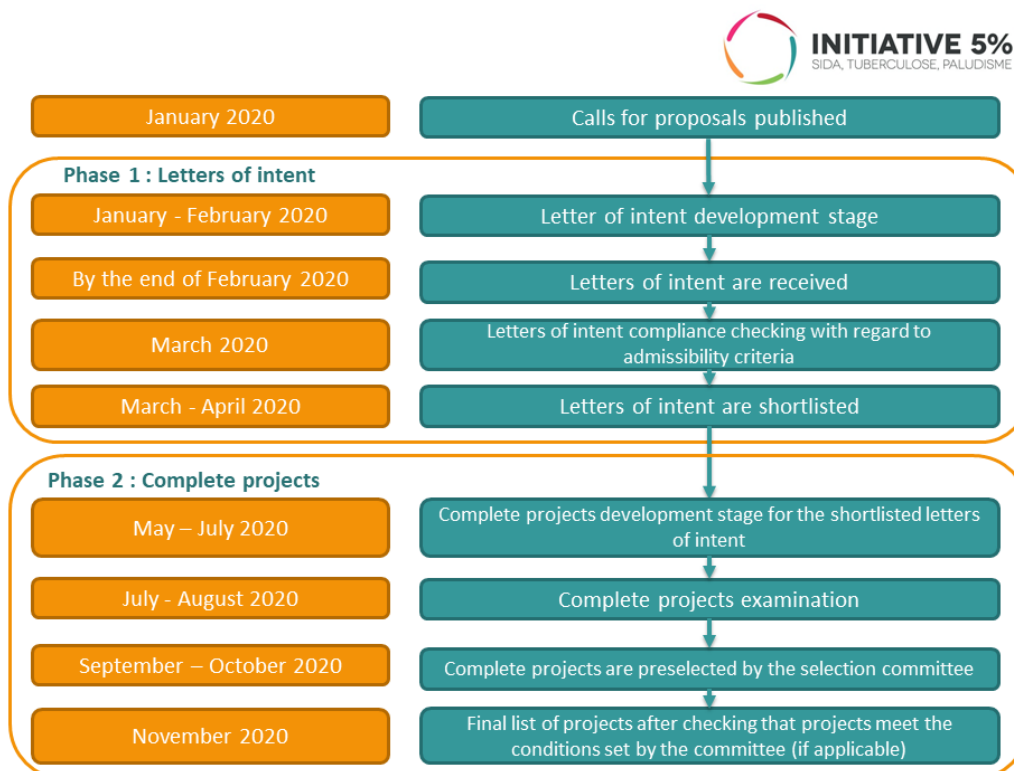 INITIATIVE 5%
SIDA, TUBERCULOSE, PALUDISME
January 2020
Calls for proposals published
Phase 1 : Letters of intent
January - February 2020
Letter of intent development stage
By the end of February 2020
Letters of intent are received
March 2020
Letters of intent compliance checking with regard to
admissibility criteria
March - April 2020
Letters of intent are shortlisted
Phase 2 : Complete projects
May – July 2020
Complete projects development stage for the shortlisted letters
of intent
July - August 2020
Complete projects examination
September – October 2020
Complete projects are preselected by the selection committee
November 2020
Final list of projects after checking that projects meet the
conditions set by the committee (if applicable)